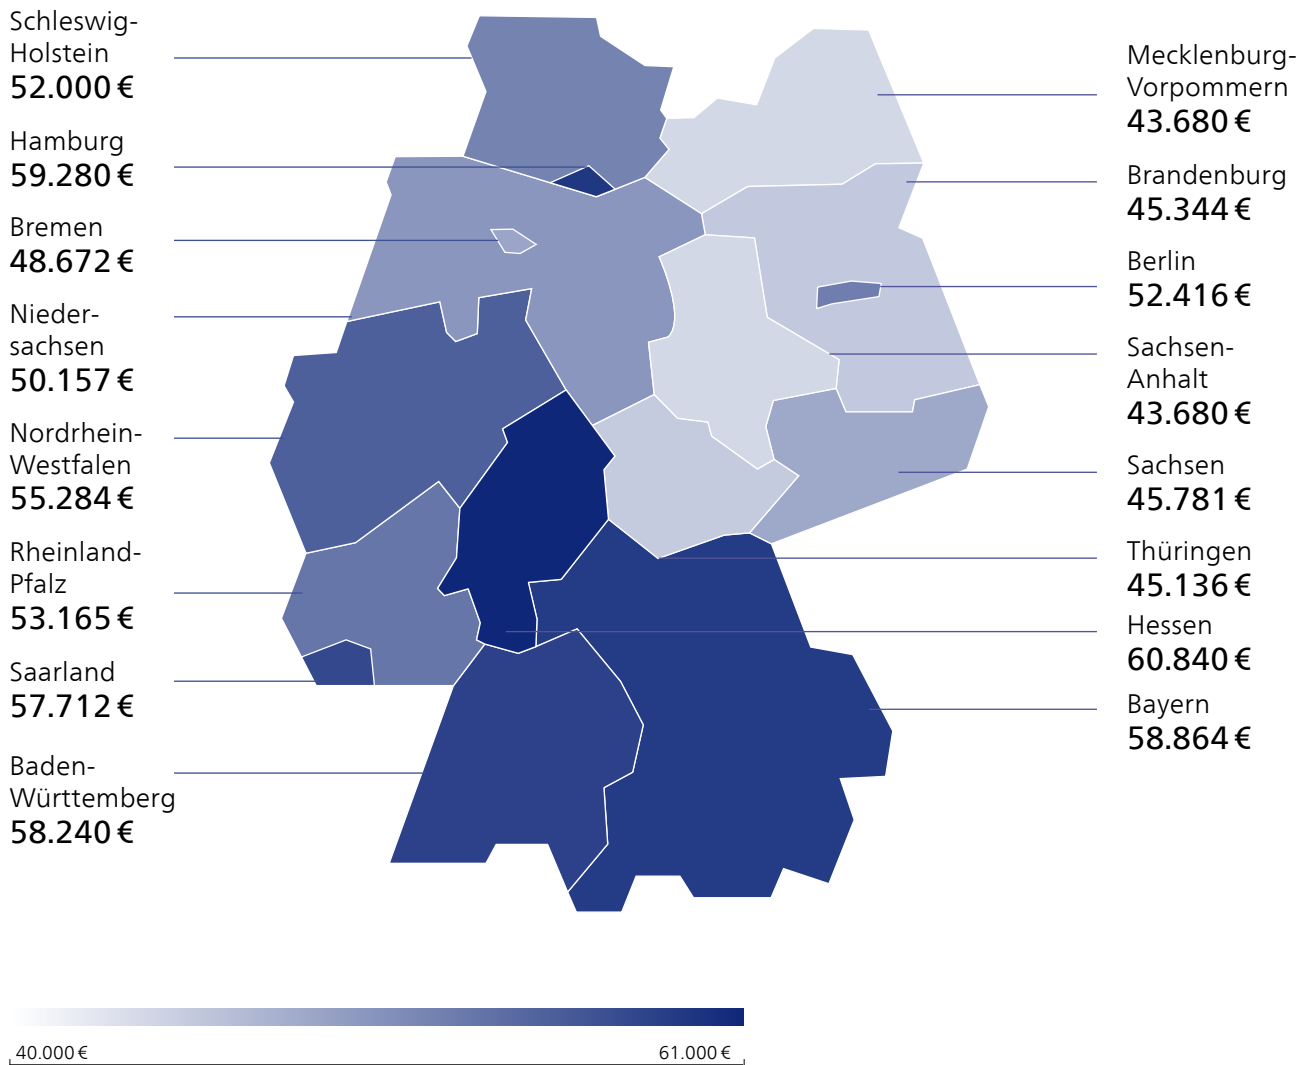 Schleswig-
Holstein
52.000 €
Hamburg
59.280 €
Bremen
48.672 €
Nieder-
sachsen
50.157 €
Nordrhein-
Westfalen
55.284 €
Rheinland-
Pfalz
53.165 €
Saarland
57.712 €
Baden-
Württemberg
58.240 €
Mecklenburg-
Vorpommern
43.680 €
Brandenburg
45.344 €
Berlin
52.416 €
Sachsen-
Anhalt
43.680 €
Sachsen
45.781 €
Thüringen
45.136 €
Hessen
60.840 €
Bayern
58.864 €
40.000 €
61.000 €